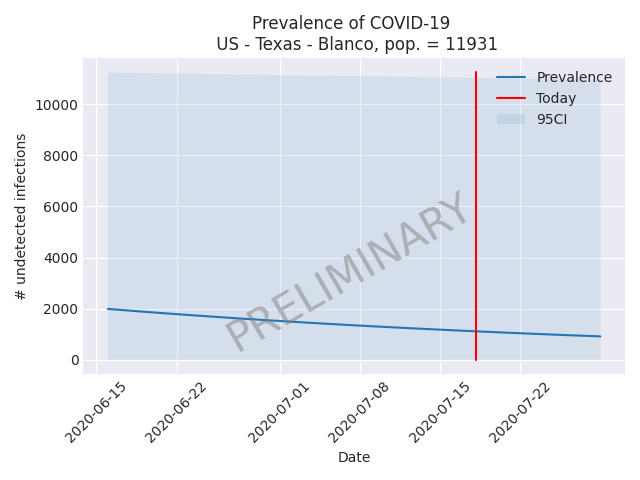 Prevalence of COVID-19
US - Texas - Blanco, pop. = 11931
Prevalence
Today
95CI
# undetected infections
10000
8000
6000
4000
2000
0
PRELIMINARY
2020-06-15
2020-06-22
2020-07-01
2020-07-08
2020-07-15
2020-07-22
Date